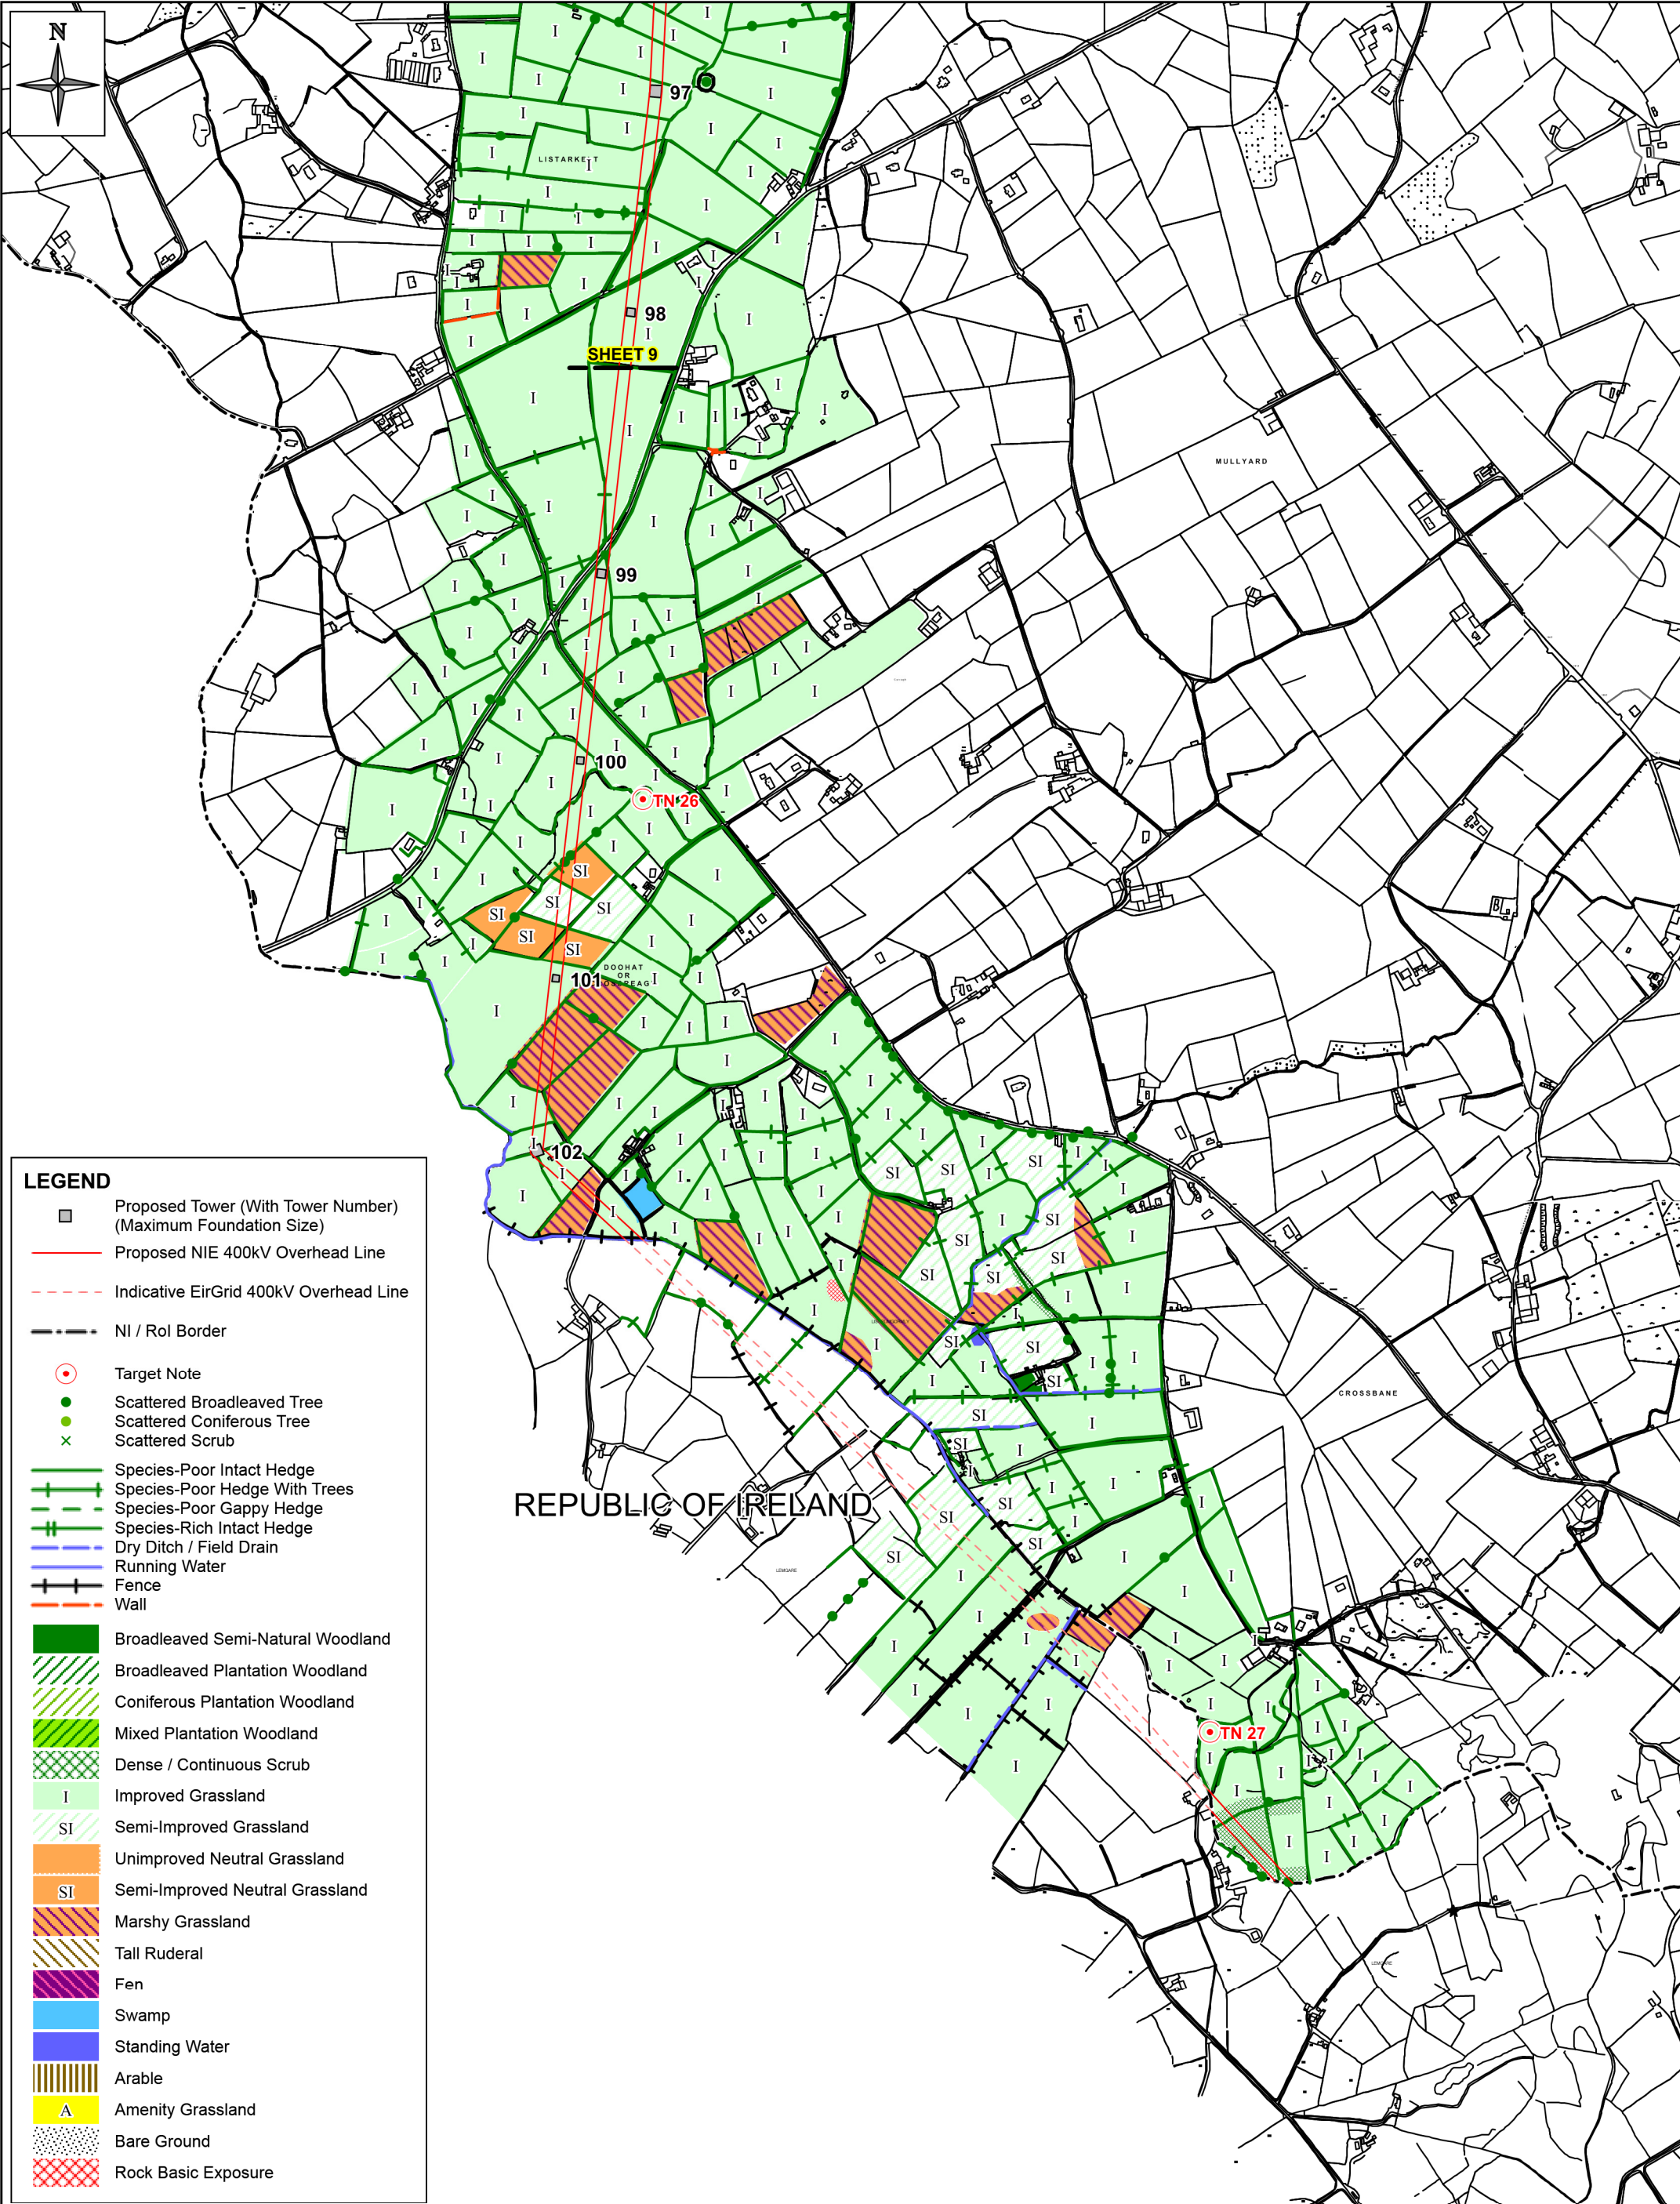 N
97
LISTARKELT
98
SHEET 9
MULLYARD
99
100
TN 26
SI
SI
SI
SI
SI
SI
DOOHAT
OR
101
102
SI
SI
SI
SI
SI
SI
SI
SI
SI
SI
SI
CROSSBANE
SI
SI
SI
REPUBLIC OF IRELAND
SI
SI
SI
LEMGARE
TN 27
LEMGARE
LEGEND
Proposed Tower (With Tower Number)
(Maximum Foundation Size)
Proposed NIE 400kV Overhead Line
Indicative EirGrid 400kV Overhead Line
NI / RoI Border
Target Note
Scattered Broadleaved Tree
Scattered Coniferous Tree
Scattered Scrub
Species-Poor Intact Hedge
Species-Poor Hedge With Trees
Species-Poor Gappy Hedge
Species-Rich Intact Hedge
Dry Ditch / Field Drain
Running Water
Fence
Wall
Broadleaved Semi-Natural Woodland
Broadleaved Plantation Woodland
Coniferous Plantation Woodland
Mixed Plantation Woodland
Dense / Continuous Scrub
I Improved Grassland
SI Semi-Improved Grassland
Unimproved Neutral Grassland
SI Semi-Improved Neutral Grassland
Marshy Grassland
Tall Ruderal
Fen
Swamp
Standing Water
Arable
A Amenity Grassland
Bare Ground
Rock Basic Exposure